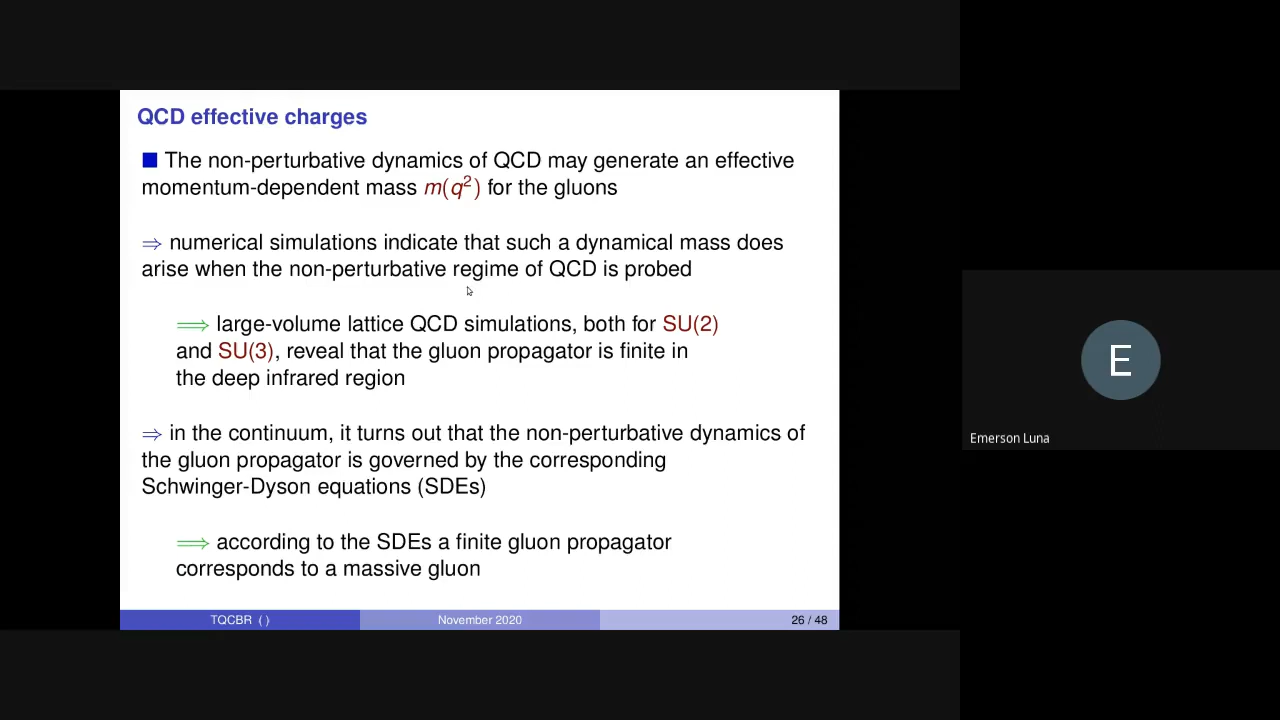 QCD effective charges
■ The non-perturbative dynamics of QCD may generate an effective
momentum-dependent mass m(q²) for the gluons
⇒ numerical simulations indicate that such a dynamical mass does
arise when the non-perturbative regime of QCD is probed
⟹ large-volume lattice QCD simulations, both for SU(2)
and SU(3), reveal that the gluon propagator is finite in
the deep infrared region
⇒ in the continuum, it turns out that the non-perturbative dynamics of
the gluon propagator is governed by the corresponding
Schwinger-Dyson equations (SDEs)
⟹ according to the SDEs a finite gluon propagator
corresponds to a massive gluon
TQCBR ( )
November 2020
26 / 48
E
Emerson Luna